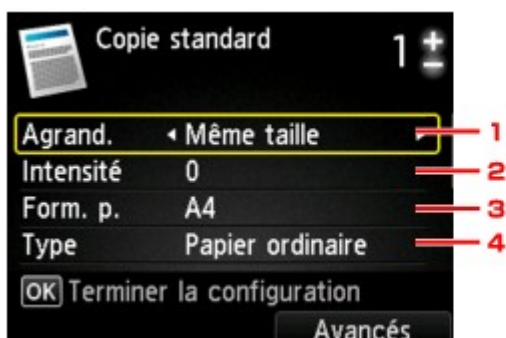 Copie standard 1 + -
Agrand. Même taille 1
Intensité 0 2
Form. p. A4 3
Type Papier ordinaire 4
OK Terminer la configuration
Avancés